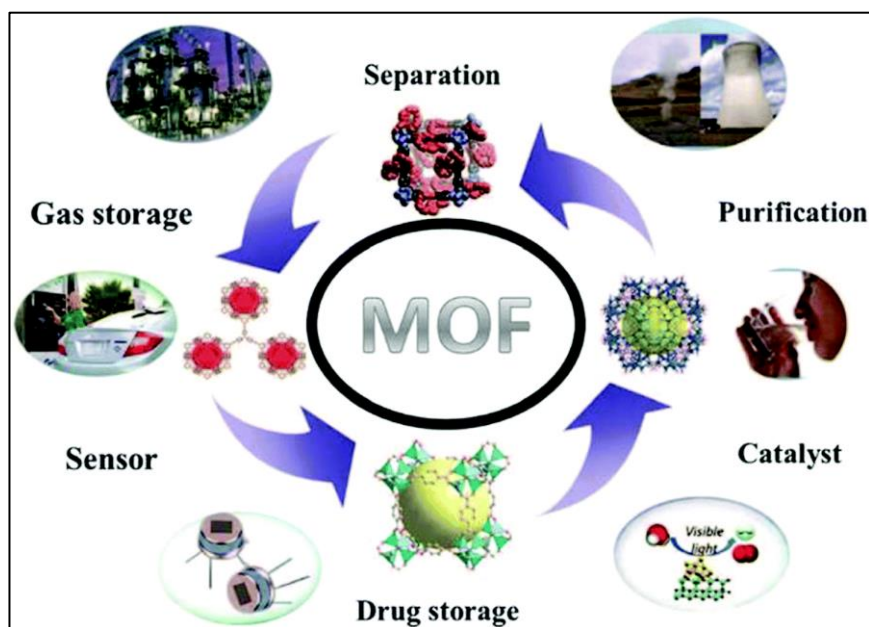 Separation
Gas storage
Purification
MOF
Sensor
Catalyst
Visible
light
Drug storage